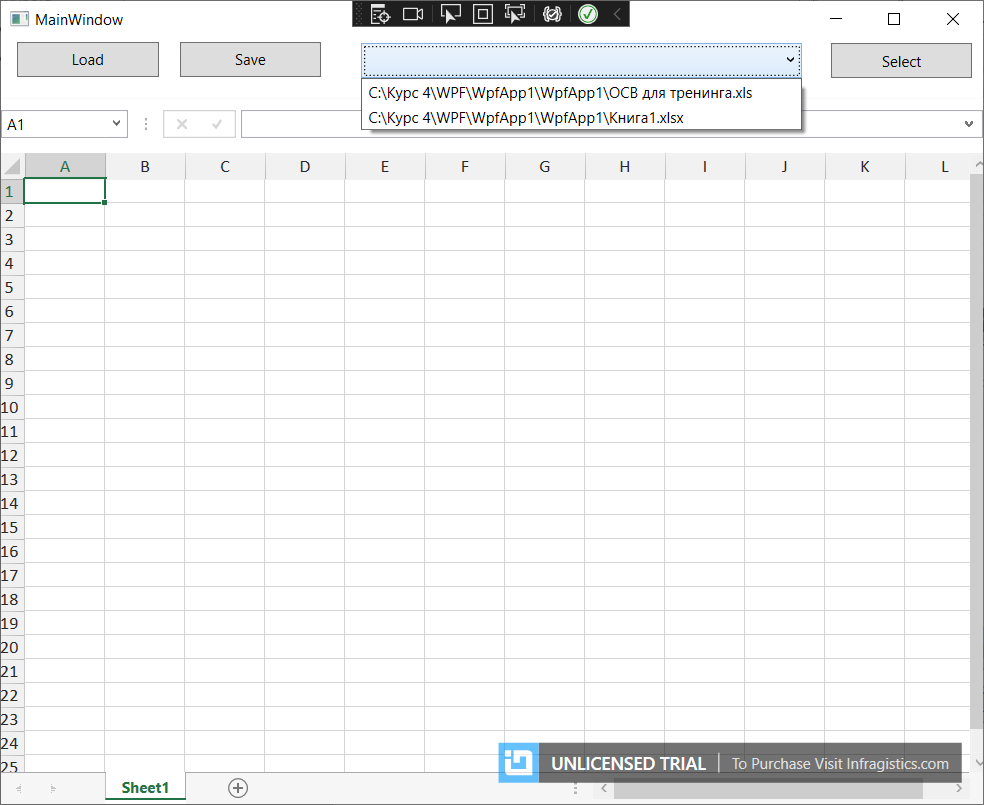 MainWindow
Load
Save
Select
C:\Курс 4\WPF\WpfApp1\WpfApp1\ОСВ для тренинга.xls
C:\Курс 4\WPF\WpfApp1\WpfApp1\Книга1.xlsx
A1
A B C D E F G H I J K L
1
2
3
4
5
6
7
8
9
10
11
12
13
14
15
16
17
18
19
20
21
22
23
24
25
UNLICENSED TRIAL
To Purchase Visit Infragistics.com
Sheet1